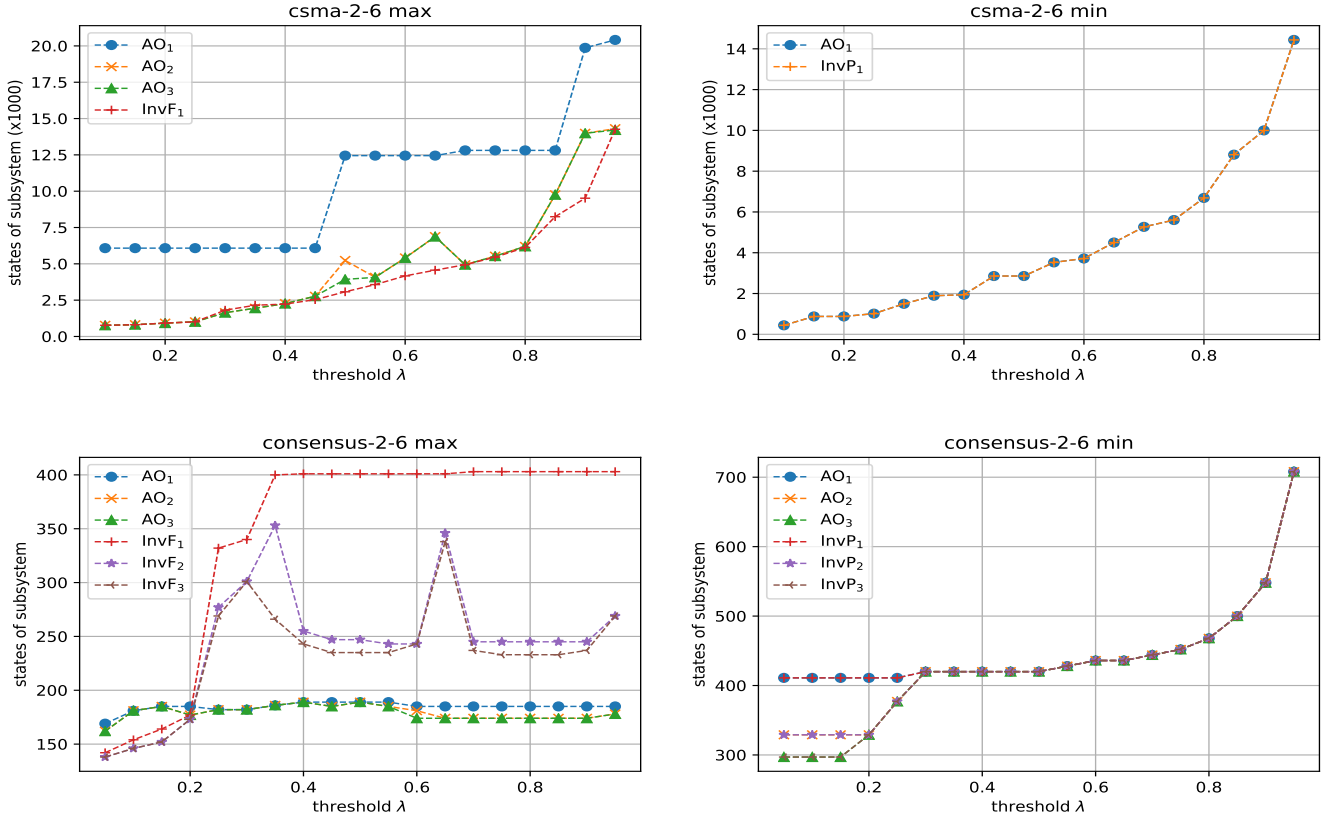 csma-2-6 max
20.0
17.5
15.0
12.5
10.0
7.5
5.0
2.5
0.0
states of subsystem (x1000)
AO₁
AO₂
AO₃
InvF₁
0.2 0.4 0.6 0.8
threshold λ
csma-2-6 min
14
12
10
8
6
4
2
0
states of subsystem (x1000)
AO₁
InvP₁
0.2 0.4 0.6 0.8
threshold λ
consensus-2-6 max
400
350
300
250
200
150
states of subsystem
AO₁
AO₂
AO₃
InvF₁
InvF₂
InvF₃
0.2 0.4 0.6 0.8
threshold λ
consensus-2-6 min
700
600
500
400
300
states of subsystem
AO₁
AO₂
AO₃
InvP₁
InvP₂
InvP₃
0.2 0.4 0.6 0.8
threshold λ